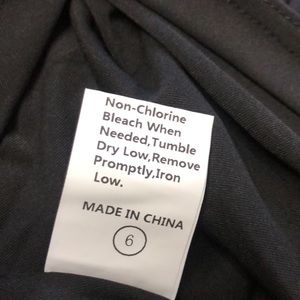 Non-Chlorine
Bleach When
Needed,Tumble
Dry Low,Remove
Promptly,Iron
Low.
MADE IN CHINA
6